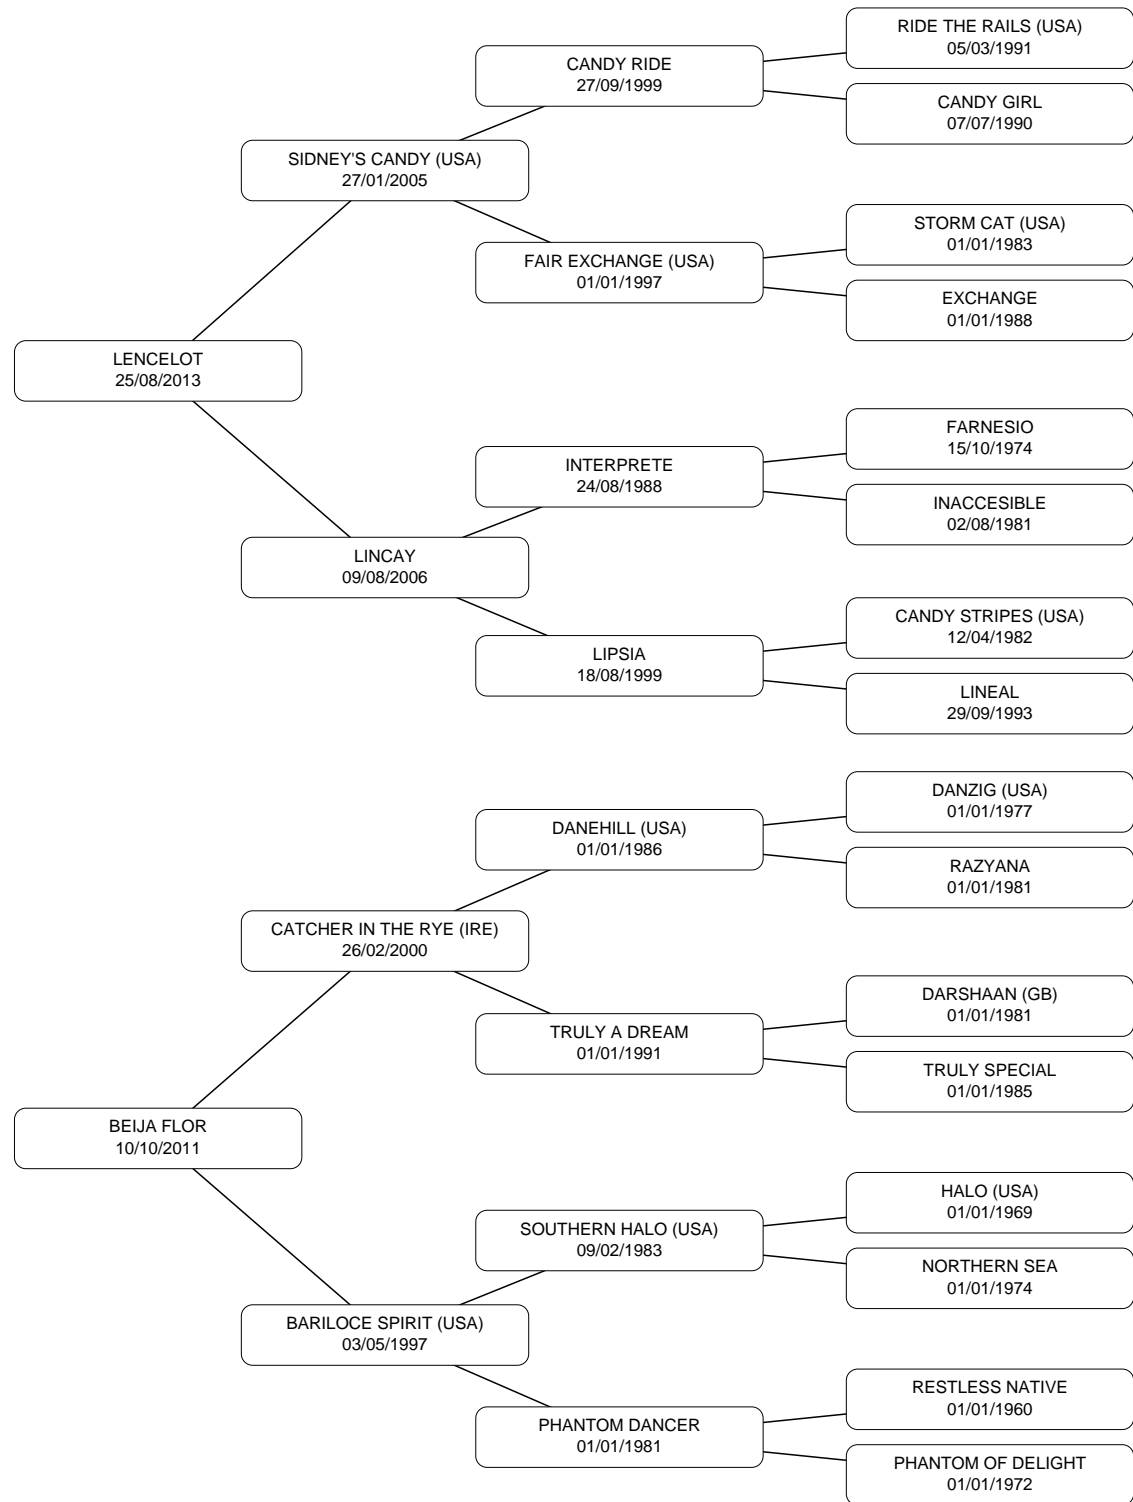 RIDE THE RAILS (USA)
05/03/1991
CANDY RIDE
27/09/1999
CANDY GIRL
07/07/1990
SIDNEY'S CANDY (USA)
27/01/2005
STORM CAT (USA)
01/01/1983
FAIR EXCHANGE (USA)
01/01/1997
EXCHANGE
01/01/1988
LENCELOT
25/08/2013
FARNESIO
15/10/1974
INTERPRETE
24/08/1988
INACCESIBLE
02/08/1981
LINCAY
09/08/2006
CANDY STRIPES (USA)
12/04/1982
LIPSIA
18/08/1999
LINEAL
29/09/1993
DANZIG (USA)
01/01/1977
DANEHILL (USA)
01/01/1986
RAZYANA
01/01/1981
CATCHER IN THE RYE (IRE)
26/02/2000
DARSHAAN (GB)
01/01/1981
TRULY A DREAM
01/01/1991
TRULY SPECIAL
01/01/1985
BEIJA FLOR
10/10/2011
HALO (USA)
01/01/1969
SOUTHERN HALO (USA)
09/02/1983
NORTHERN SEA
01/01/1974
BARILOCE SPIRIT (USA)
03/05/1997
RESTLESS NATIVE
01/01/1960
PHANTOM DANCER
01/01/1981
PHANTOM OF DELIGHT
01/01/1972